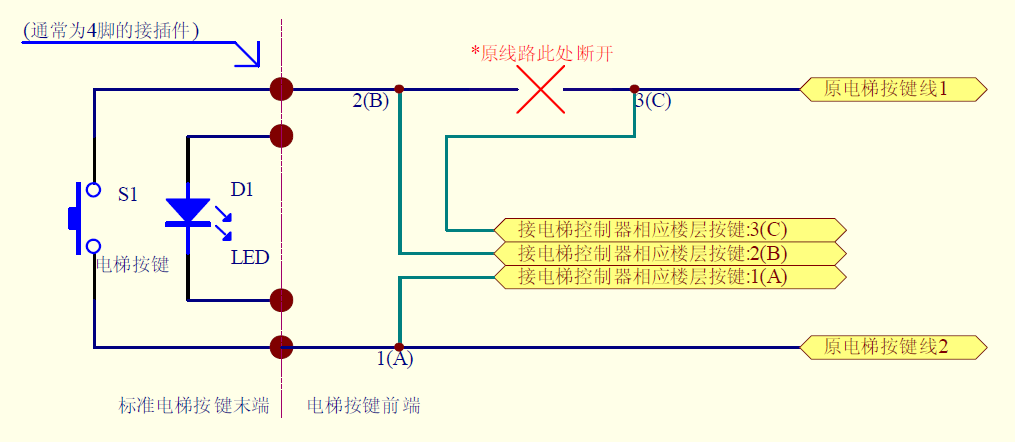 (通常为4脚的接插件)
*原线路此处断开
2(B)
3(C)
原电梯按键线1
S1
D1
LED
电梯按键
接电梯控制器相应楼层按键:3(C)
接电梯控制器相应楼层按键:2(B)
接电梯控制器相应楼层按键:1(A)
1(A)
原电梯按键线2
标准电梯按键末端
电梯按键前端